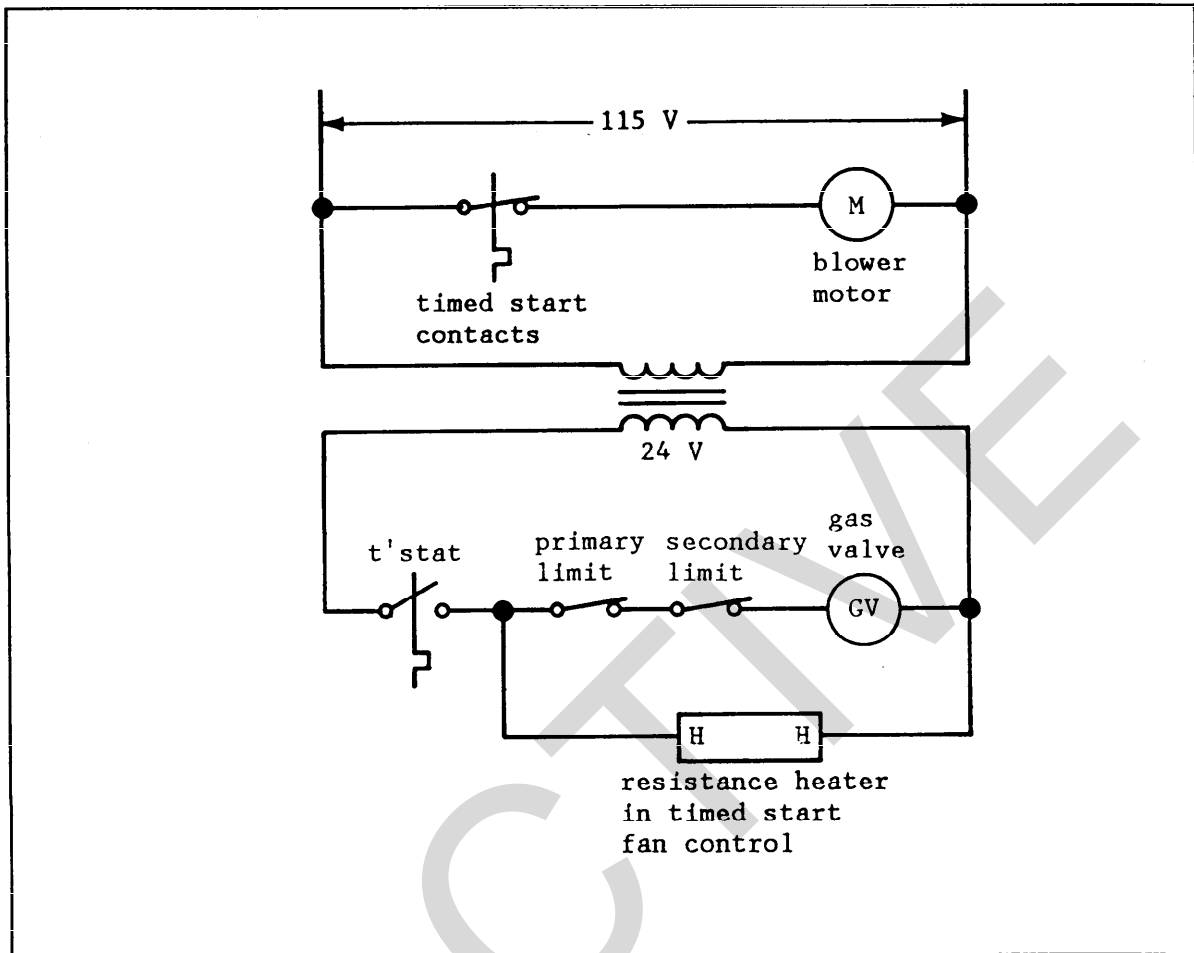 115 V
M
blower
motor
timed start
contacts
24 V
t'stat
primary
limit
secondary
limit
gas
valve
GV
H H
resistance heater
in timed start
fan control
CTIVE